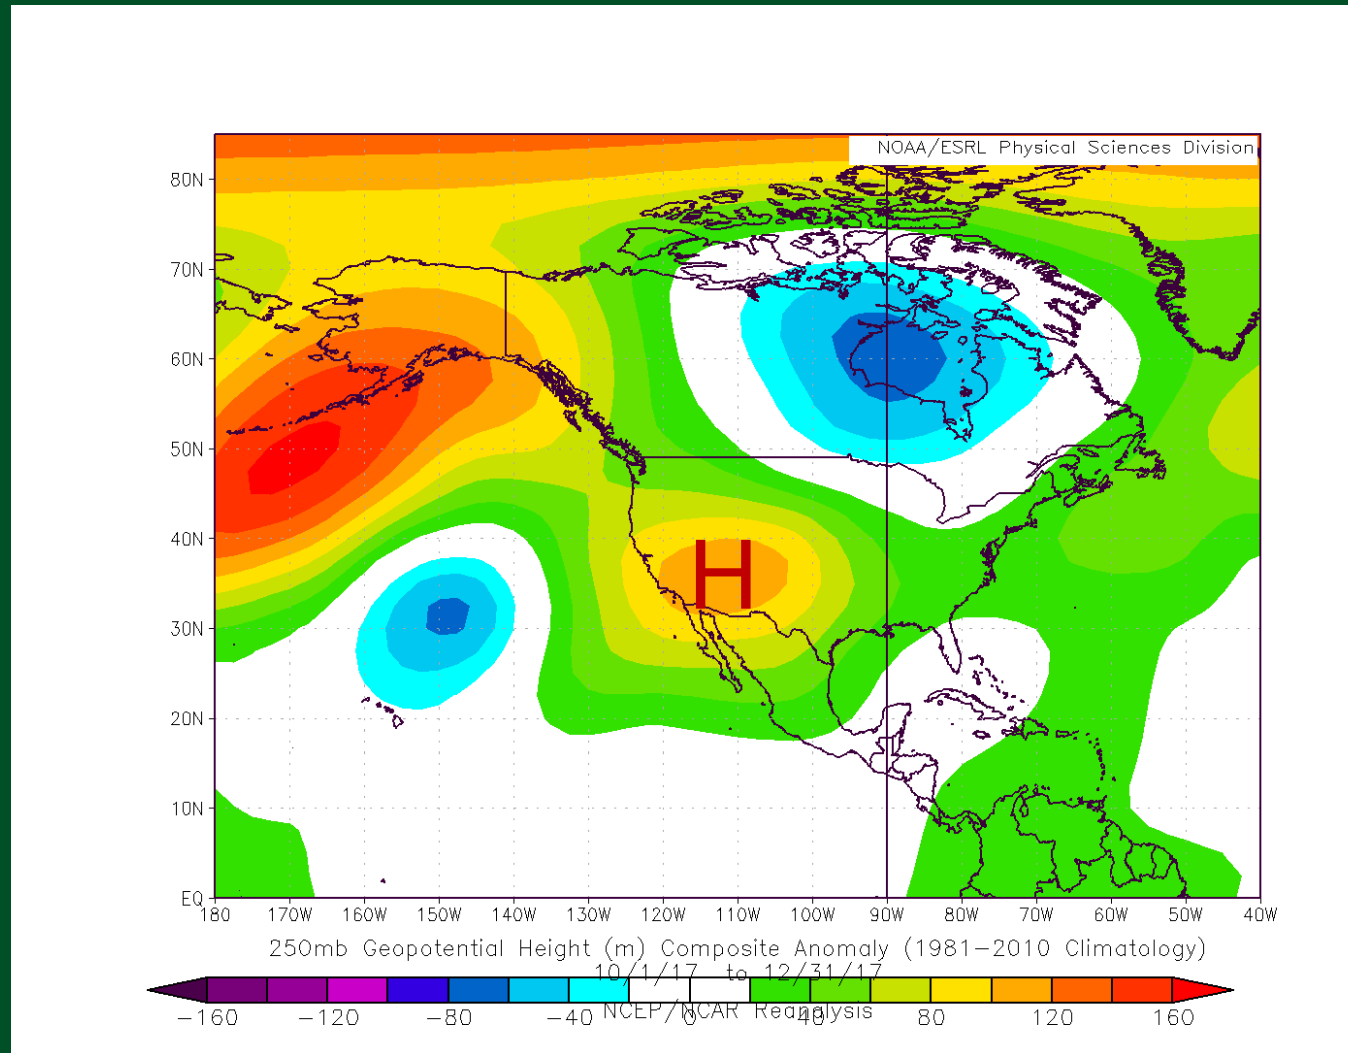 NOAA/ESRL Physical Sciences Division
80N
70N
60N
50N
40N
H
30N
20N
10N
EQ
180 170W 160W 150W 140W 130W 120W 110W 100W 90W 80W 70W 60W 50W 40W
250mb Geopotential Height (m) Composite Anomaly (1981-2010 Climatology)
10/1/17 to 12/31/17
NCEP/NCAR Reanalysis
-160 -120 -80 -40 0 40 80 120 160